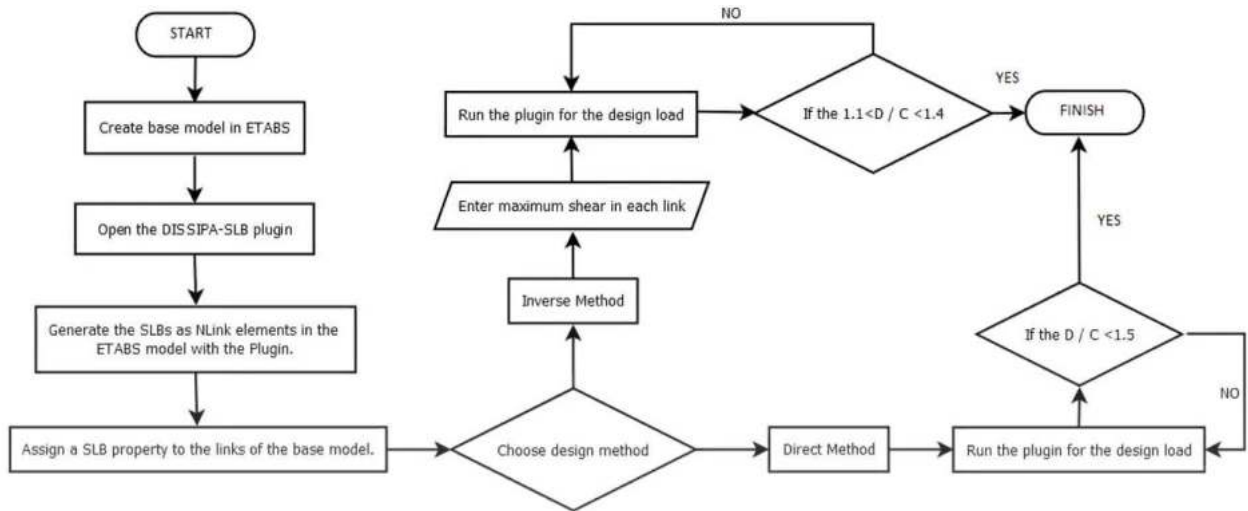 START
Create base model in ETABS
Open the DISSIPA-SLB plugin
Generate the SLBs as NLink elements in the
ETABS model with the Plugin.
Assign a SLB property to the links of the base model.
Choose design method
Inverse Method
Enter maximum shear in each link
Run the plugin for the design load
If the 1.1<D / C <1.4
NO
YES
FINISH
Direct Method
Run the plugin for the design load
If the D / C <1.5
YES
NO